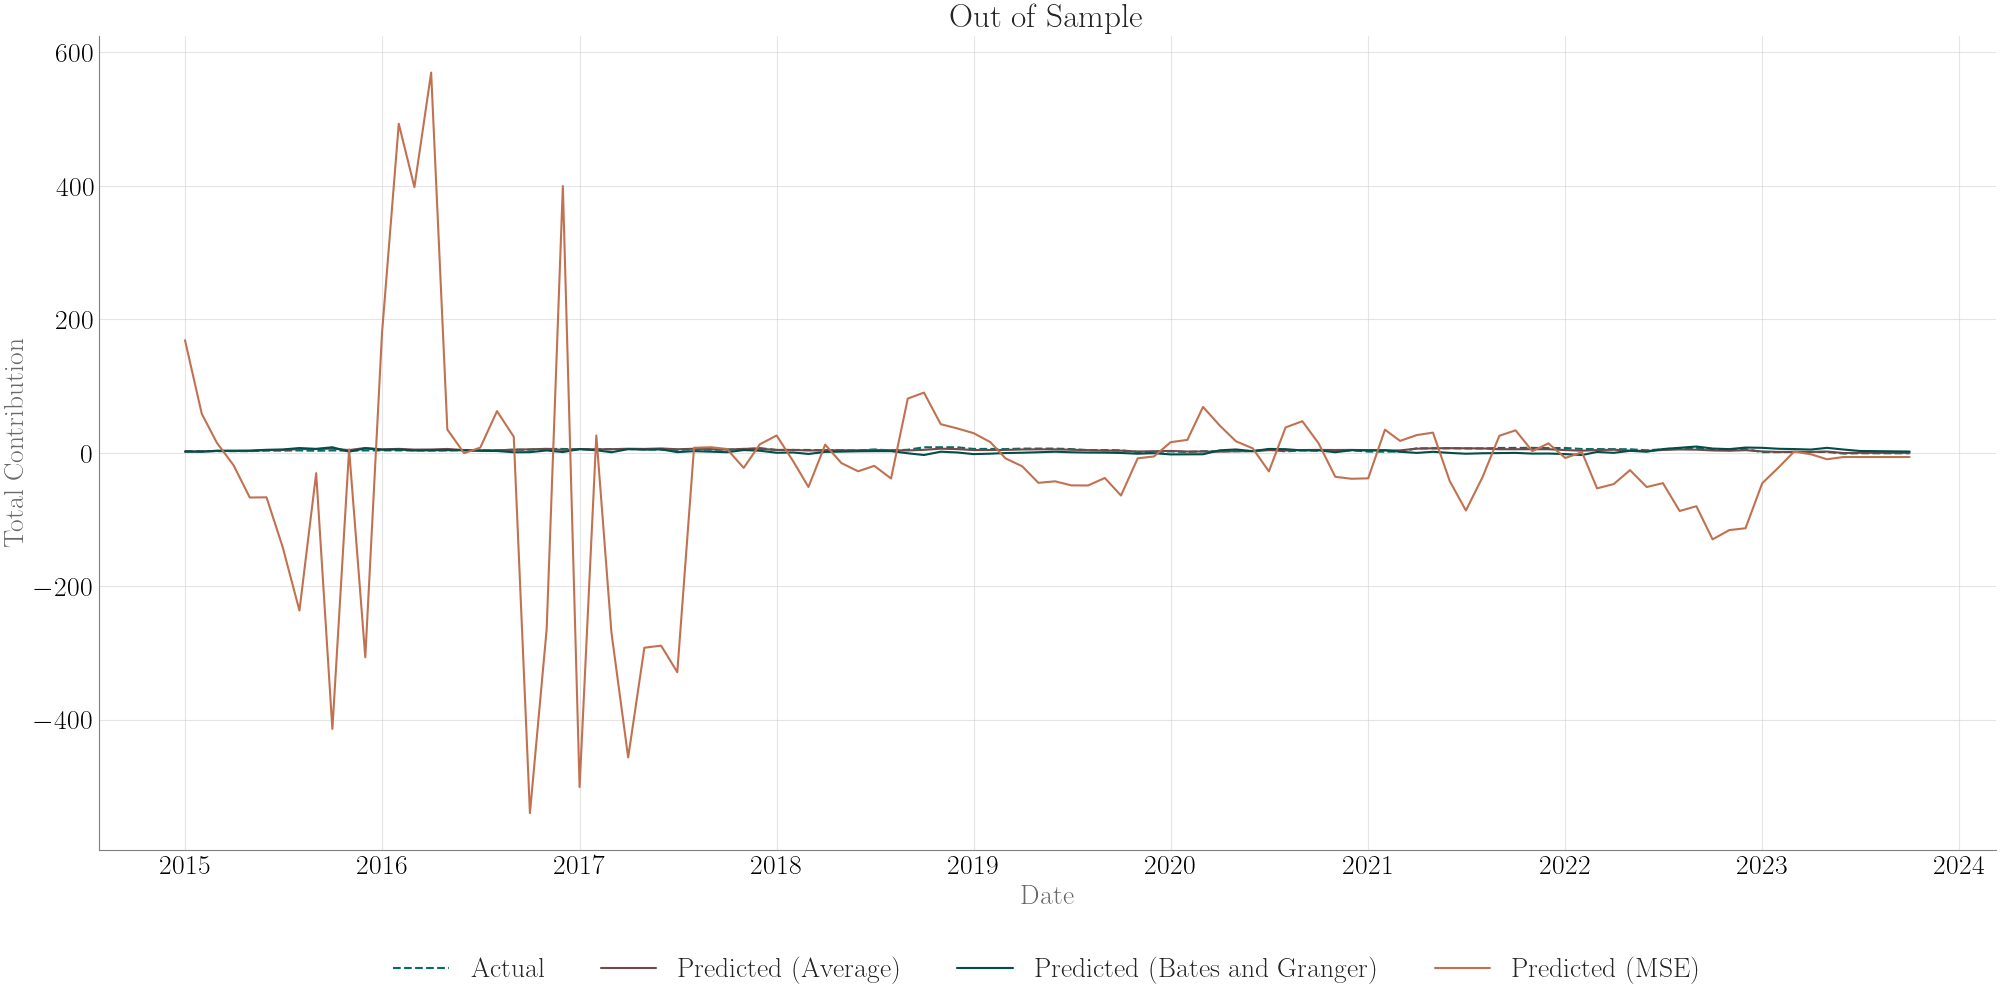 Out of Sample
600
400
200
0
−200
−400
Total Contribution
2015 2016 2017 2018 2019 2020 2021 2022 2023 2024
Date
Actual Predicted (Average) Predicted (Bates and Granger) Predicted (MSE)